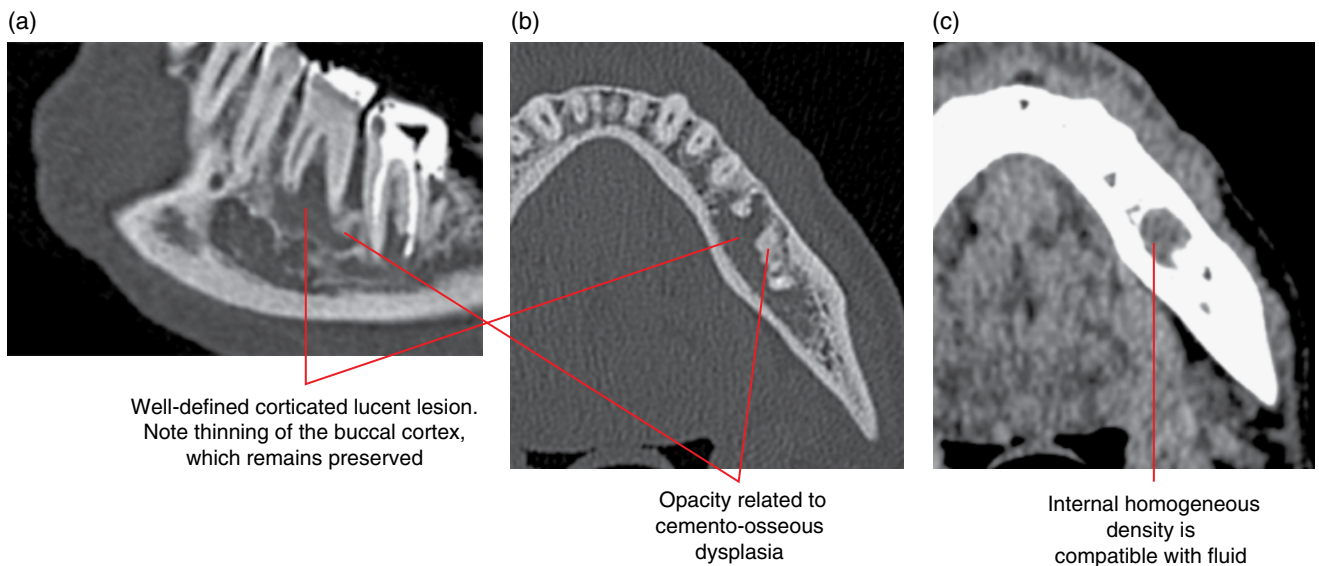 (a)
(b)
(c)
Well-defined corticated lucent lesion.
Note thinning of the buccal cortex,
which remains preserved
Opacity related to
cemento-osseous
dysplasia
Internal homogeneous
density is
compatible with fluid